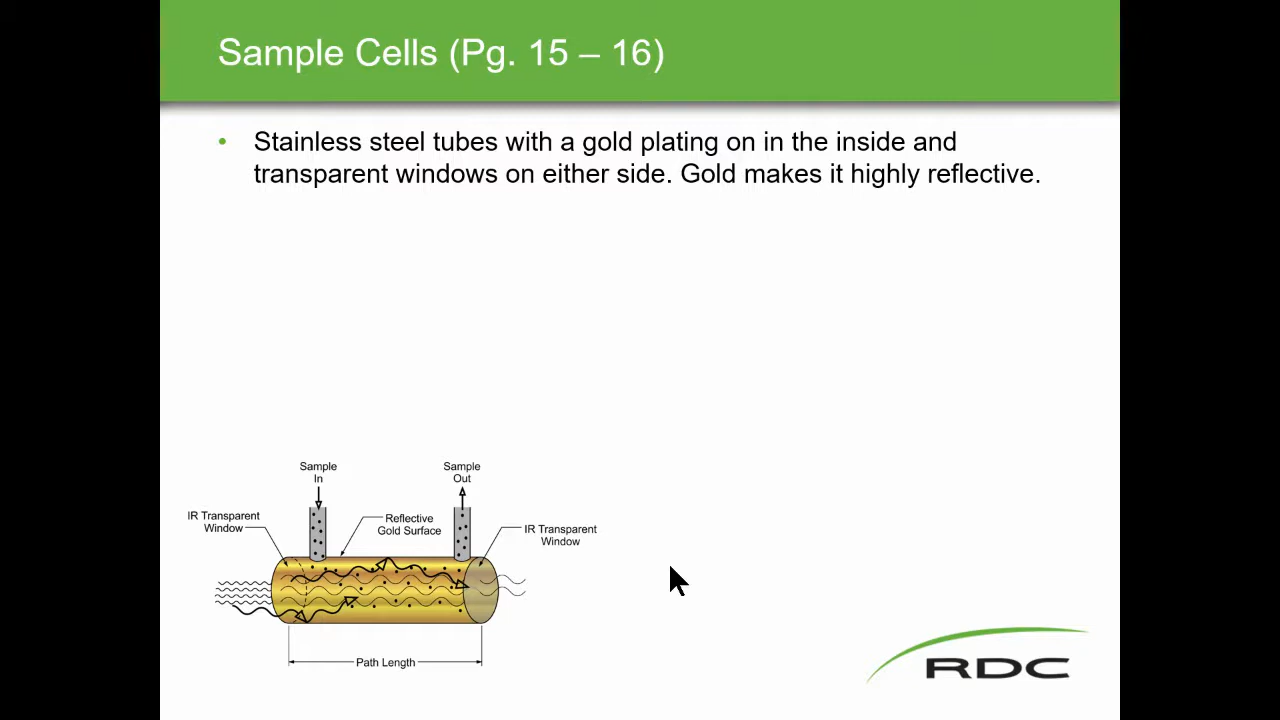 Sample Cells (Pg. 15 – 16)
• Stainless steel tubes with a gold plating on in the inside and
transparent windows on either side. Gold makes it highly reflective.
Sample
In
Sample
Out
IR Transparent
Window
Reflective
Gold Surface
IR Transparent
Window
Path Length
RDC